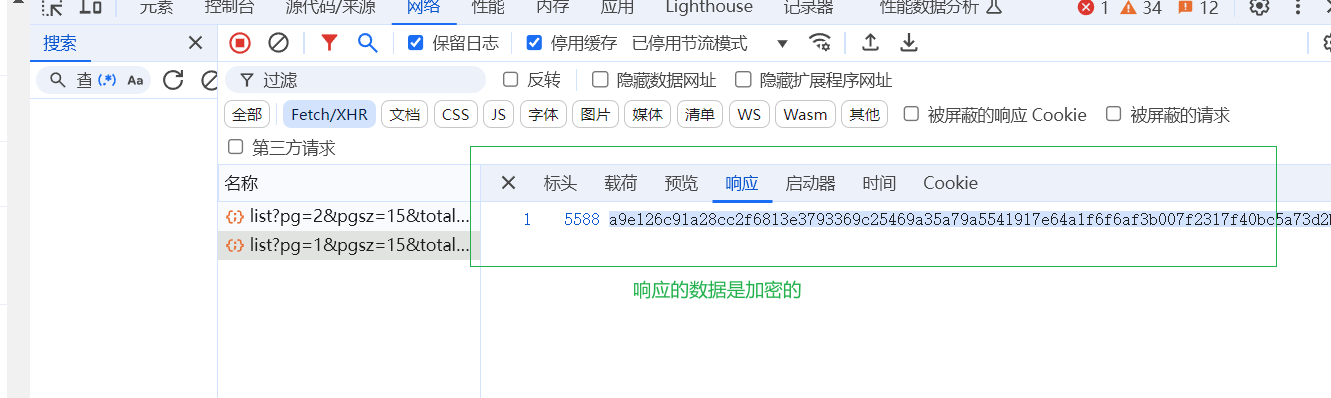 元素 控制台 源代码/来源 网络 性能 内存 应用 Lighthouse 记录器 性能数据分析 1 34 12
搜索 保留日志 停用缓存 已停用节流模式
查 (.*) Aa 过滤 反转 隐藏数据网址 隐藏扩展程序网址
全部 Fetch/XHR 文档 CSS JS 字体 图片 媒体 清单 WS Wasm 其他 被屏蔽的响应 Cookie 被屏蔽的请求
第三方请求
名称 标头 载荷 预览 响应 启动器 时间 Cookie
list?pg=2&pgsz=15&total...
1 5588 a9e126c91a28cc2f6813e3793369c25469a35a79a5541917e64a1f6f6af3b007f2317f40bc5a73d2
list?pg=1&pgsz=15&total...
响应的数据是加密的